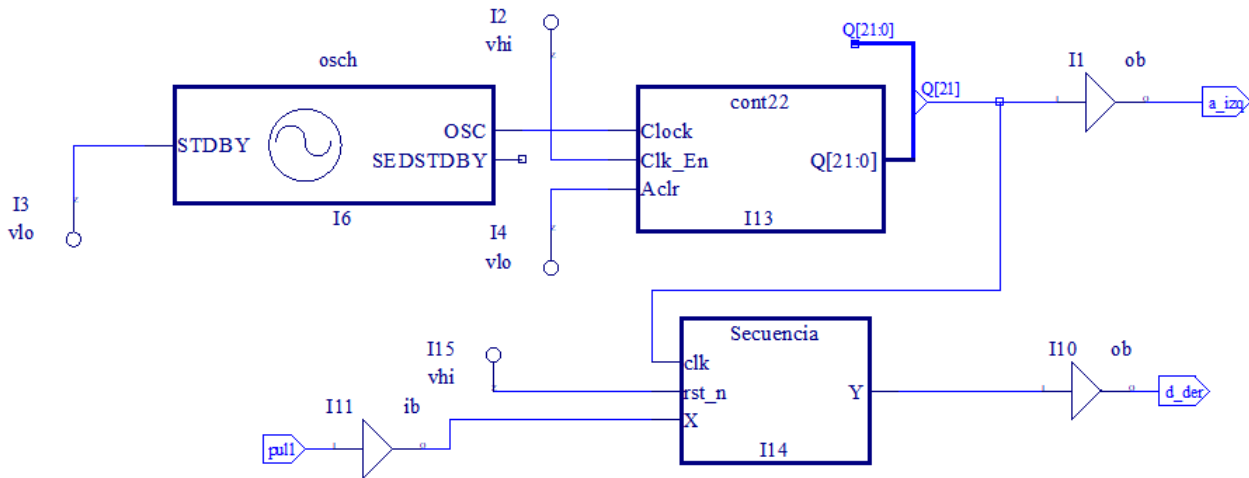 I2
vhi
Q[21:0]
osch
I1
ob
cont22
Q[21]
a_izq
STDBY
OSC
Clock
SEDSTDBY
Clk_En
Q[21:0]
Aclr
I3
vlo
I6
I4
vlo
I13
Secuencia
I15
vhi
clk
I10
ob
rst_n
Y
d_der
I11
ib
X
pull
I14